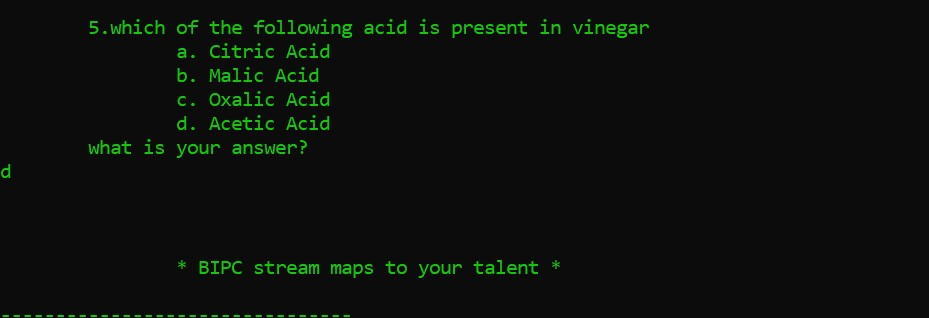 5.which of the following acid is present in vinegar
a. Citric Acid
b. Malic Acid
c. Oxalic Acid
d. Acetic Acid
what is your answer?
d
* BIPC stream maps to your talent *
--------------------------------